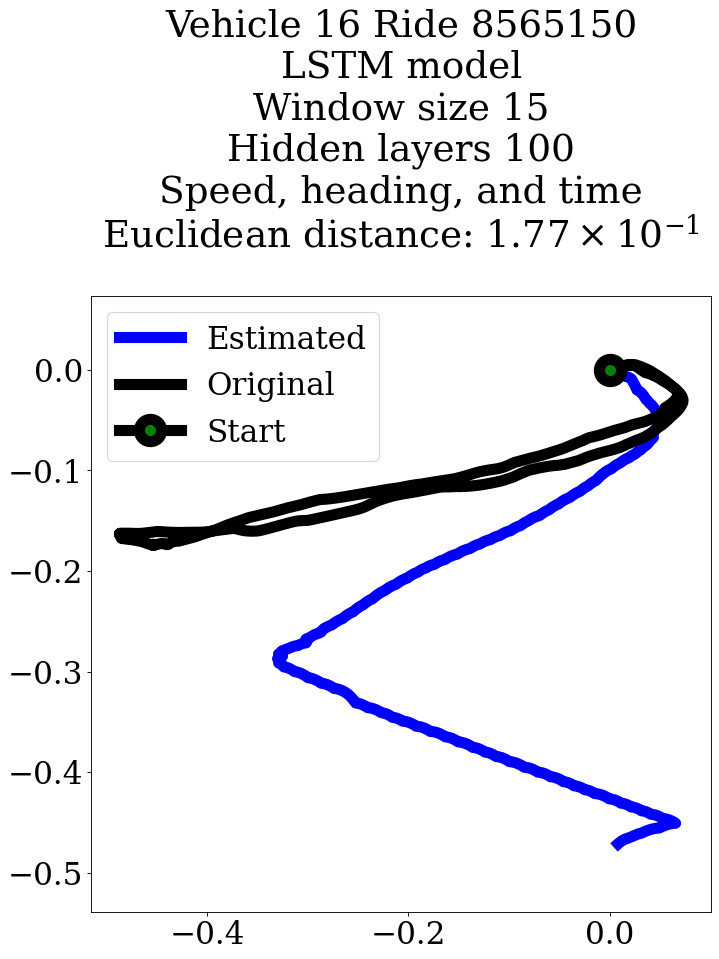 Vehicle 16 Ride 8565150
LSTM model
Window size 15
Hidden layers 100
Speed, heading, and time
Euclidean distance: 1.77 × 10⁻¹
Estimated
Original
Start
0.0
−0.1
−0.2
−0.3
−0.4
−0.5
−0.4
−0.2
0.0